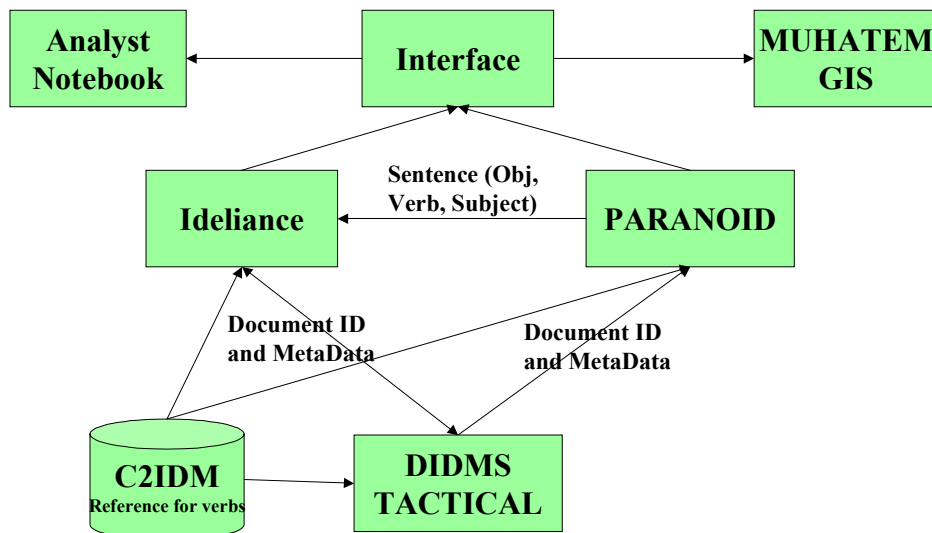 Analyst
Notebook
Interface
MUHATEM
GIS
Sentence (Obj,
Verb, Subject)
Ideliance
PARANOID
Document ID
and MetaData
Document ID
and MetaData
C2IDM
Reference for verbs
DIDMS
TACTICAL